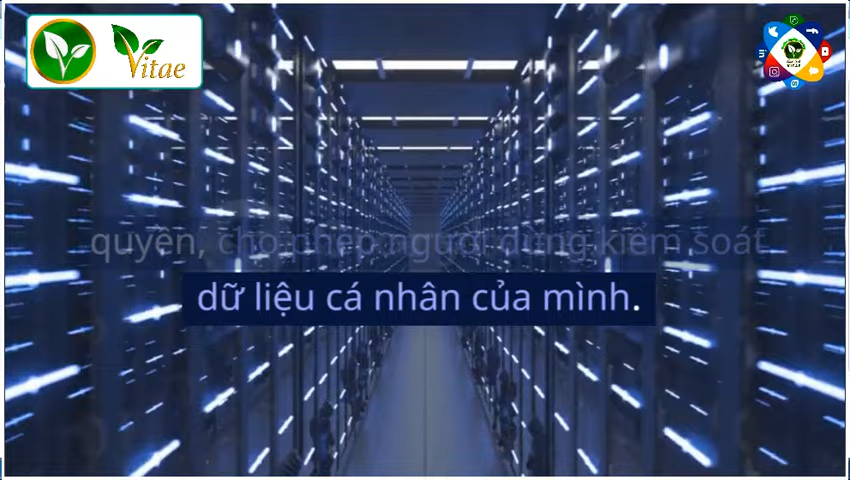 Vitae
quyền, cho phép người dùng kiểm soát
dữ liệu cá nhân của mình.